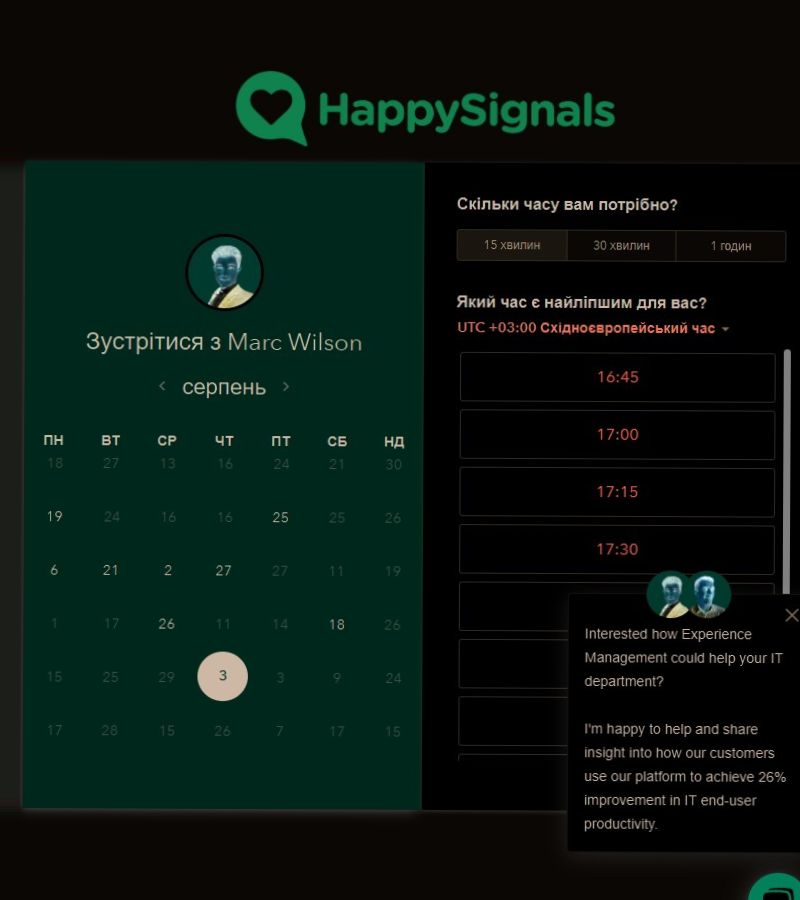 HappySignals
Зустрітися з Marc Wilson
серпень
ПН ВТ СР ЧТ ПТ СБ НД
18 27 13 16 24 21 30
19 24 16 16 25 25 26
6 21 2 27 27 11 19
1 17 26 11 14 18 26
15 25 29 3 3 9 24
17 28 15 26 7 17 15
Скільки часу вам потрібно?
15 хвилин 30 хвилин 1 годин
Який час є найліпшим для вас?
UTC +03:00 Східноєвропейський час
16:45
17:00
17:15
17:30
Interested how Experience
Management could help your IT
department?
I'm happy to help and share
insight into how our customers
use our platform to achieve 26%
improvement in IT end-user
productivity.